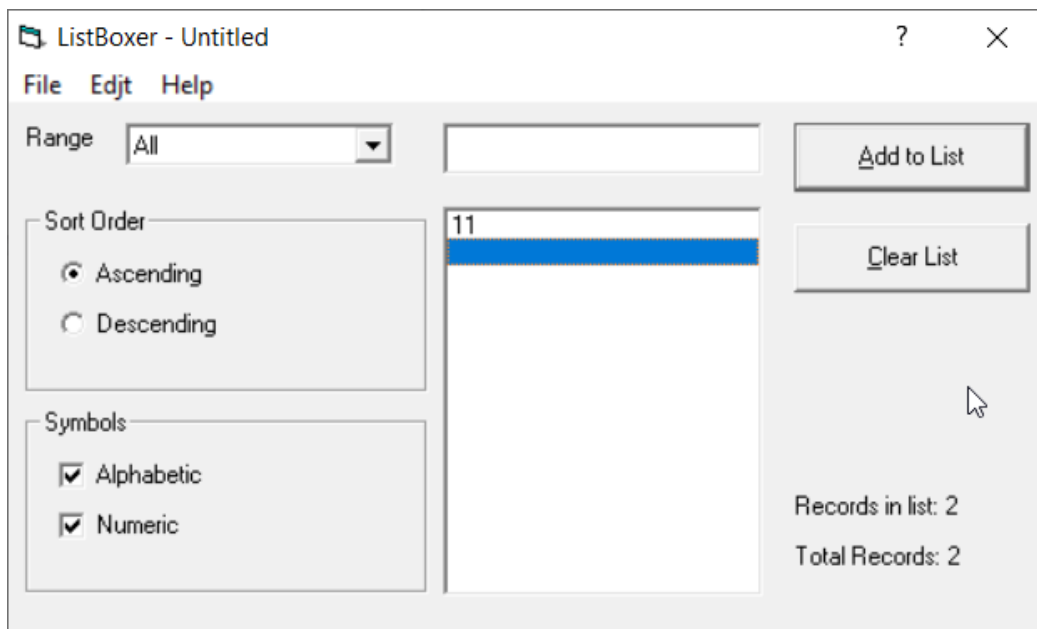 ListBoxer - Untitled
?
File Edjt Help
Range
All
Add to List
Sort Order
11
Ascending
Clear List
Descending
Symbols
Alphabetic
Numeric
Records in list: 2
Total Records: 2